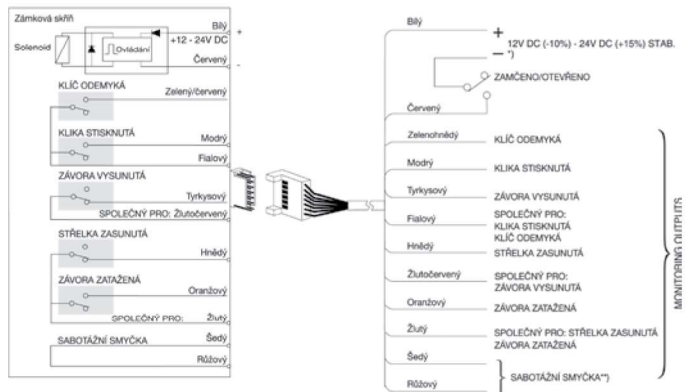 Zámková skříň
Bílý
+
+12 - 24V DC
Solenoid
Ovládání
Červený
-
KLÍČ ODEMYKÁ
Zelený/červený
KLIKA STISKNUTÁ
Modrý
Fialový
ZÁVORA VYSUNUTÁ
Tyrkysový
SPOLEČNÝ PRO: Žlutočervený
STŘELKA ZASUNUTÁ
Hnědý
ZÁVORA ZATAŽENÁ
Oranžový
SPOLEČNÝ PRO: Žlutý
SABOTÁŽNÍ SMYČKA
Šedý
Růžový
Bílý
+
12V DC (-10%) - 24V DC (+15%) STAB.
- *)
ZAMČENO/OTEVŘENO
Červený
Zelenohnědý
KLÍČ ODEMYKÁ
Modrý
KLIKA STISKNUTÁ
Tyrkysový
ZÁVORA VYSUNUTÁ
Fialový
SPOLEČNÝ PRO:
KLIKA STISKNUTÁ
KLÍČ ODEMYKÁ
Hnědý
STŘELKA ZASUNUTÁ
Žlutočervený
SPOLEČNÝ PRO:
ZÁVORA VYSUNUTÁ
Oranžový
ZÁVORA ZATAŽENÁ
Žlutý
SPOLEČNÝ PRO: STŘELKA ZASUNUTÁ
ZÁVORA ZATAŽENÁ
Šedý
SABOTÁŽNÍ SMYČKA**)
Růžový
MONITORING OUTPUTS